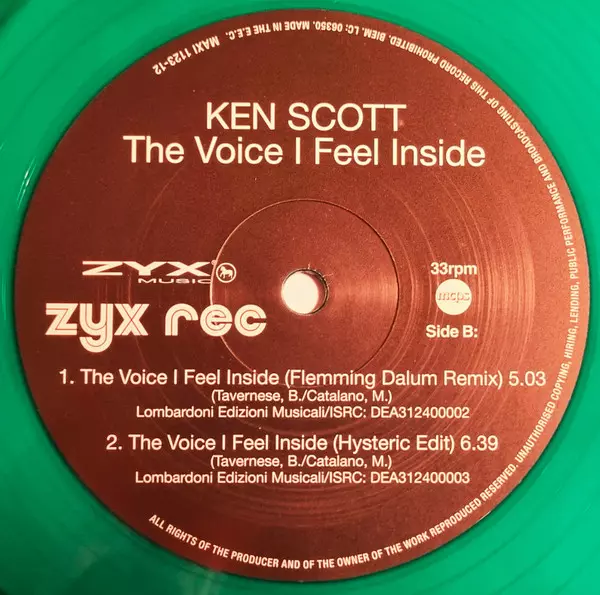 KEN SCOTT
The Voice I Feel Inside
ZYX®
MUSIC
zyx rec
33rpm
mcps
Side B:
1. The Voice I Feel Inside (Flemming Dalum Remix) 5.03
(Tavernese, B./Catalano, M.)
Lombardoni Edizioni Musicali/ISRC: DEA312400002
2. The Voice I Feel Inside (Hysteric Edit) 6.39
(Tavernese, B./Catalano, M.)
Lombardoni Edizioni Musicali/ISRC: DEA312400003
ALL RIGHTS OF THE PRODUCER AND OF THE OWNER OF THE WORK REPRODUCED RESERVED. UNAUTHORISED COPYING, HIRING, LENDING, PUBLIC PERFORMANCE AND BROADCASTING OF THIS RECORD PROHIBITED. BIEM. LC: 06350. MADE IN THE E.E.C. MAXI 1123-12